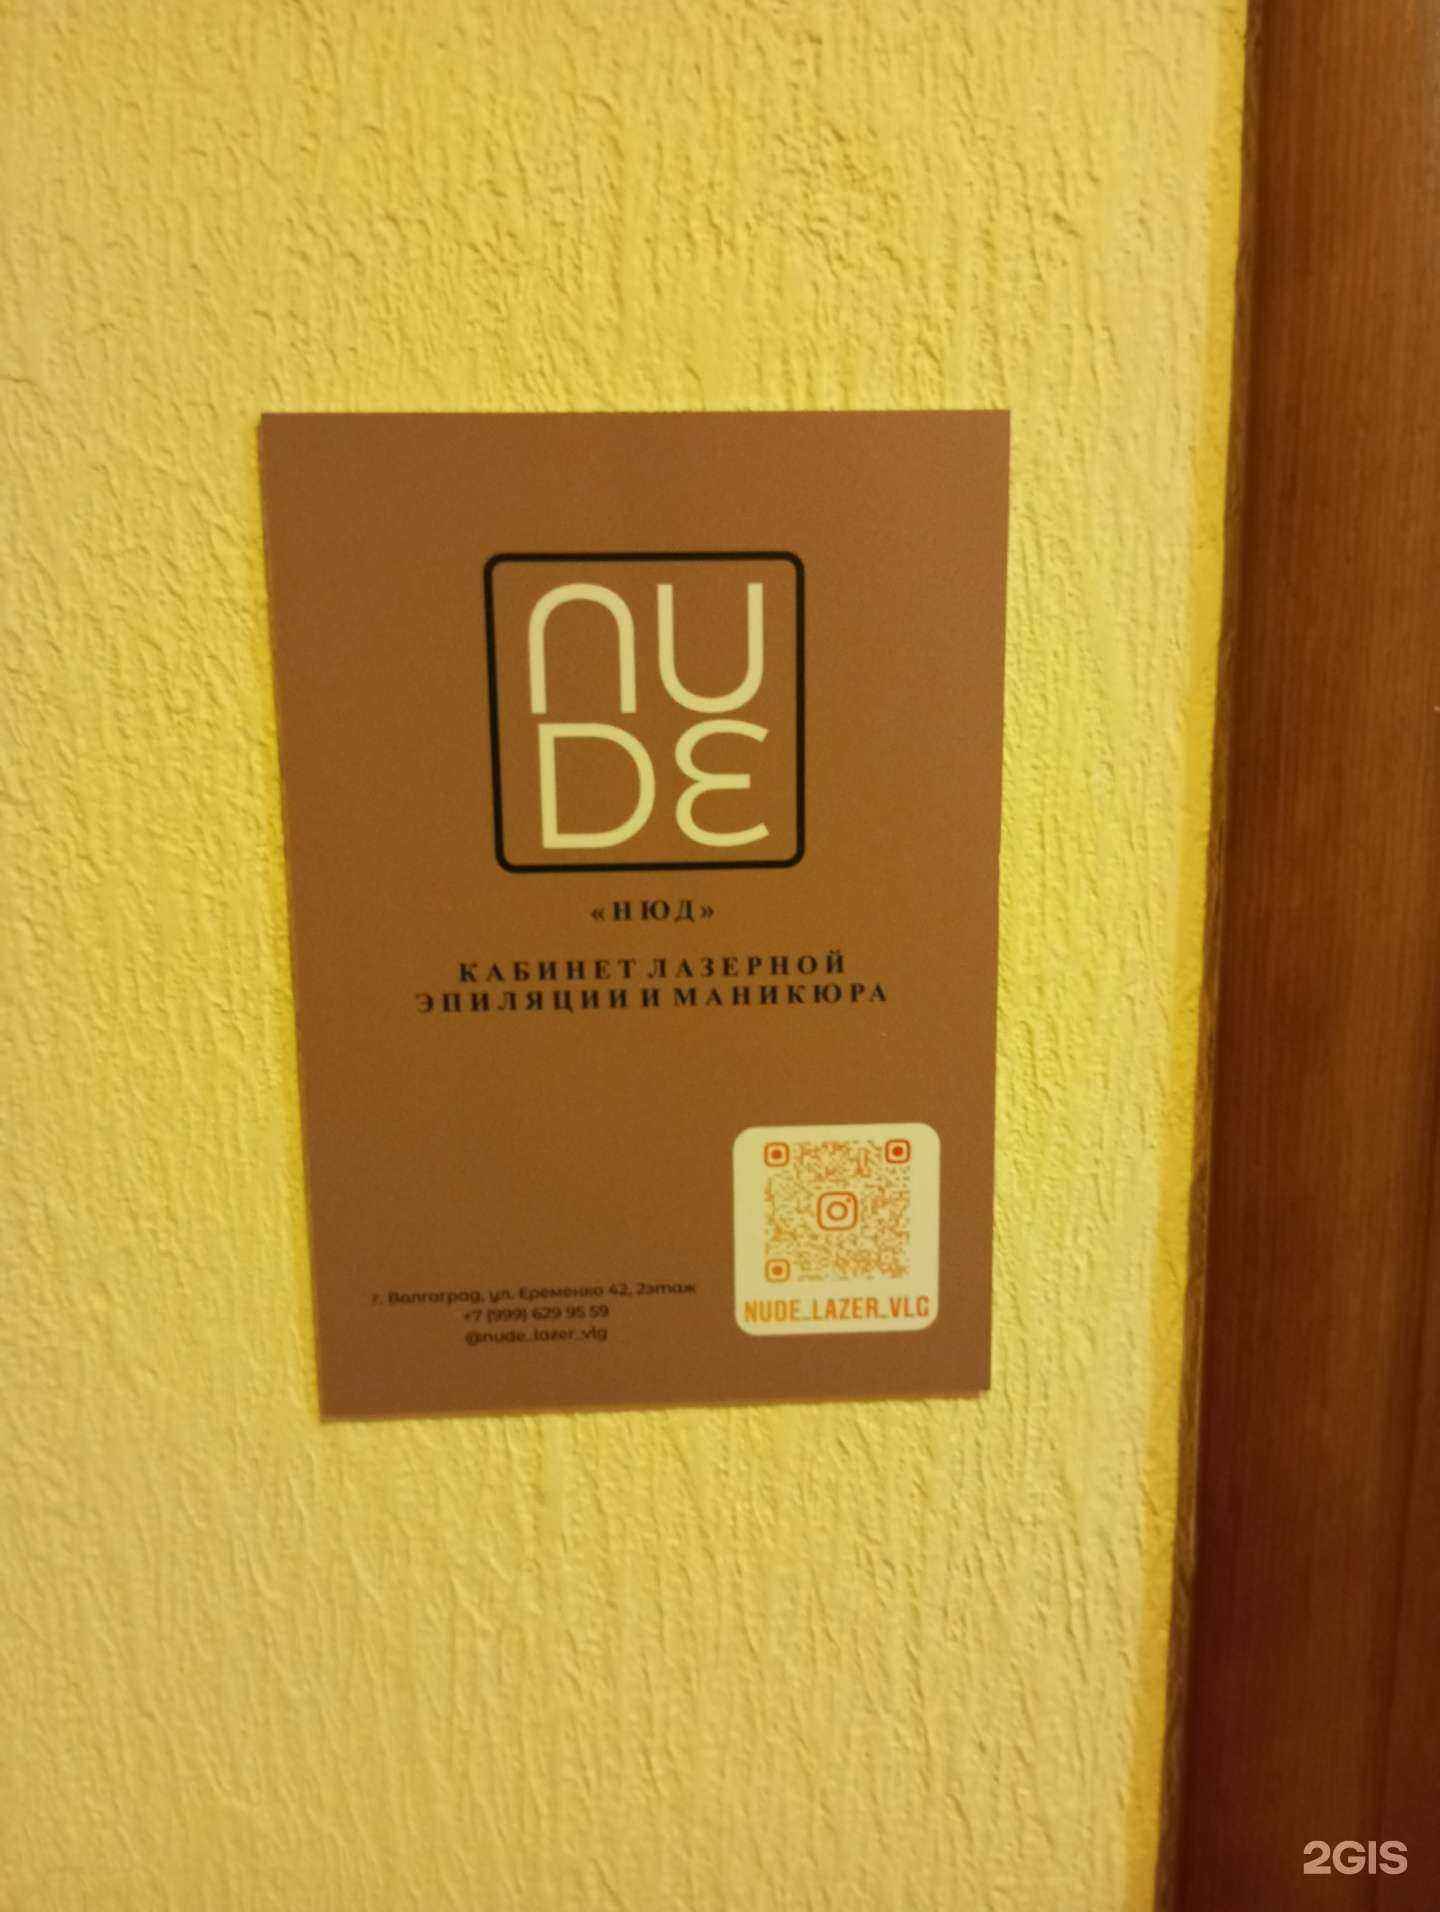 NU
DE
«НЮД»
КАБИНЕТ ЛАЗЕРНОЙ
ЭПИЛЯЦИИ И МАНИКЮРА
г. Волгоград, ул. Еременко 42, 2этаж
+7 (999) 629 95 59
@nude_lazer_vlg
NUDE_LAZER_VLG
2GIS